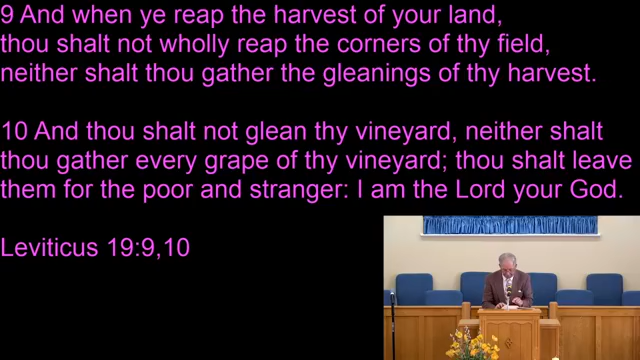 9 And when ye reap the harvest of your land,
thou shalt not wholly reap the corners of thy field,
neither shalt thou gather the gleanings of thy harvest.
10 And thou shalt not glean thy vineyard, neither shalt
thou gather every grape of thy vineyard; thou shalt leave
them for the poor and stranger: I am the Lord your God.
Leviticus 19:9,10